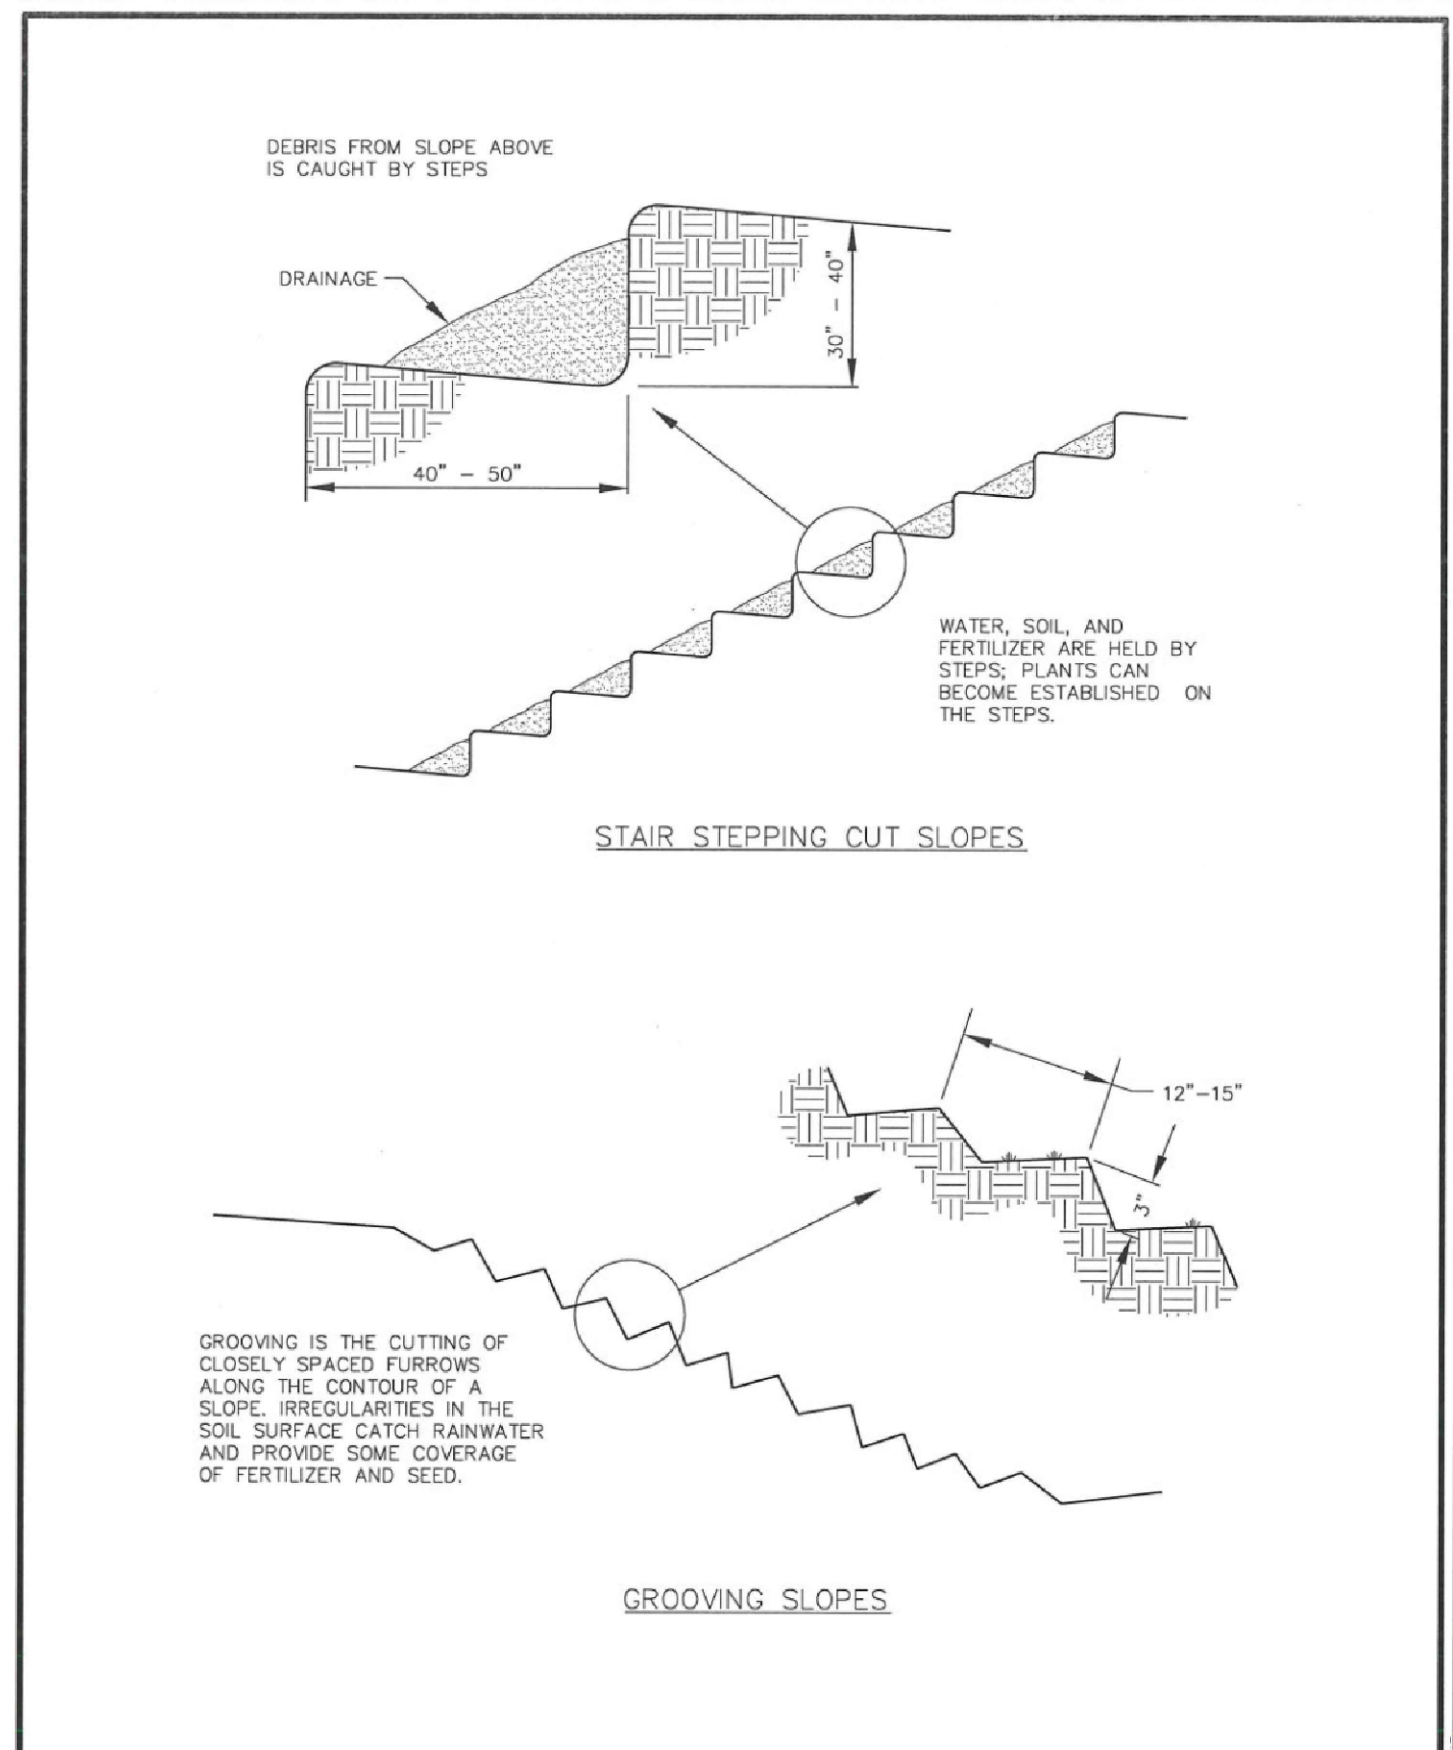 DEBRIS FROM SLOPE ABOVE
IS CAUGHT BY STEPS
DRAINAGE
30" - 40"
40" - 50"
WATER, SOIL, AND
FERTILIZER ARE HELD BY
STEPS; PLANTS CAN
BECOME ESTABLISHED ON
THE STEPS.
STAIR STEPPING CUT SLOPES
12"-15"
3"
GROOVING IS THE CUTTING OF
CLOSELY SPACED FURROWS
ALONG THE CONTOUR OF A
SLOPE. IRREGULARITIES IN THE
SOIL SURFACE CATCH RAINWATER
AND PROVIDE SOME COVERAGE
OF FERTILIZER AND SEED.
GROOVING SLOPES